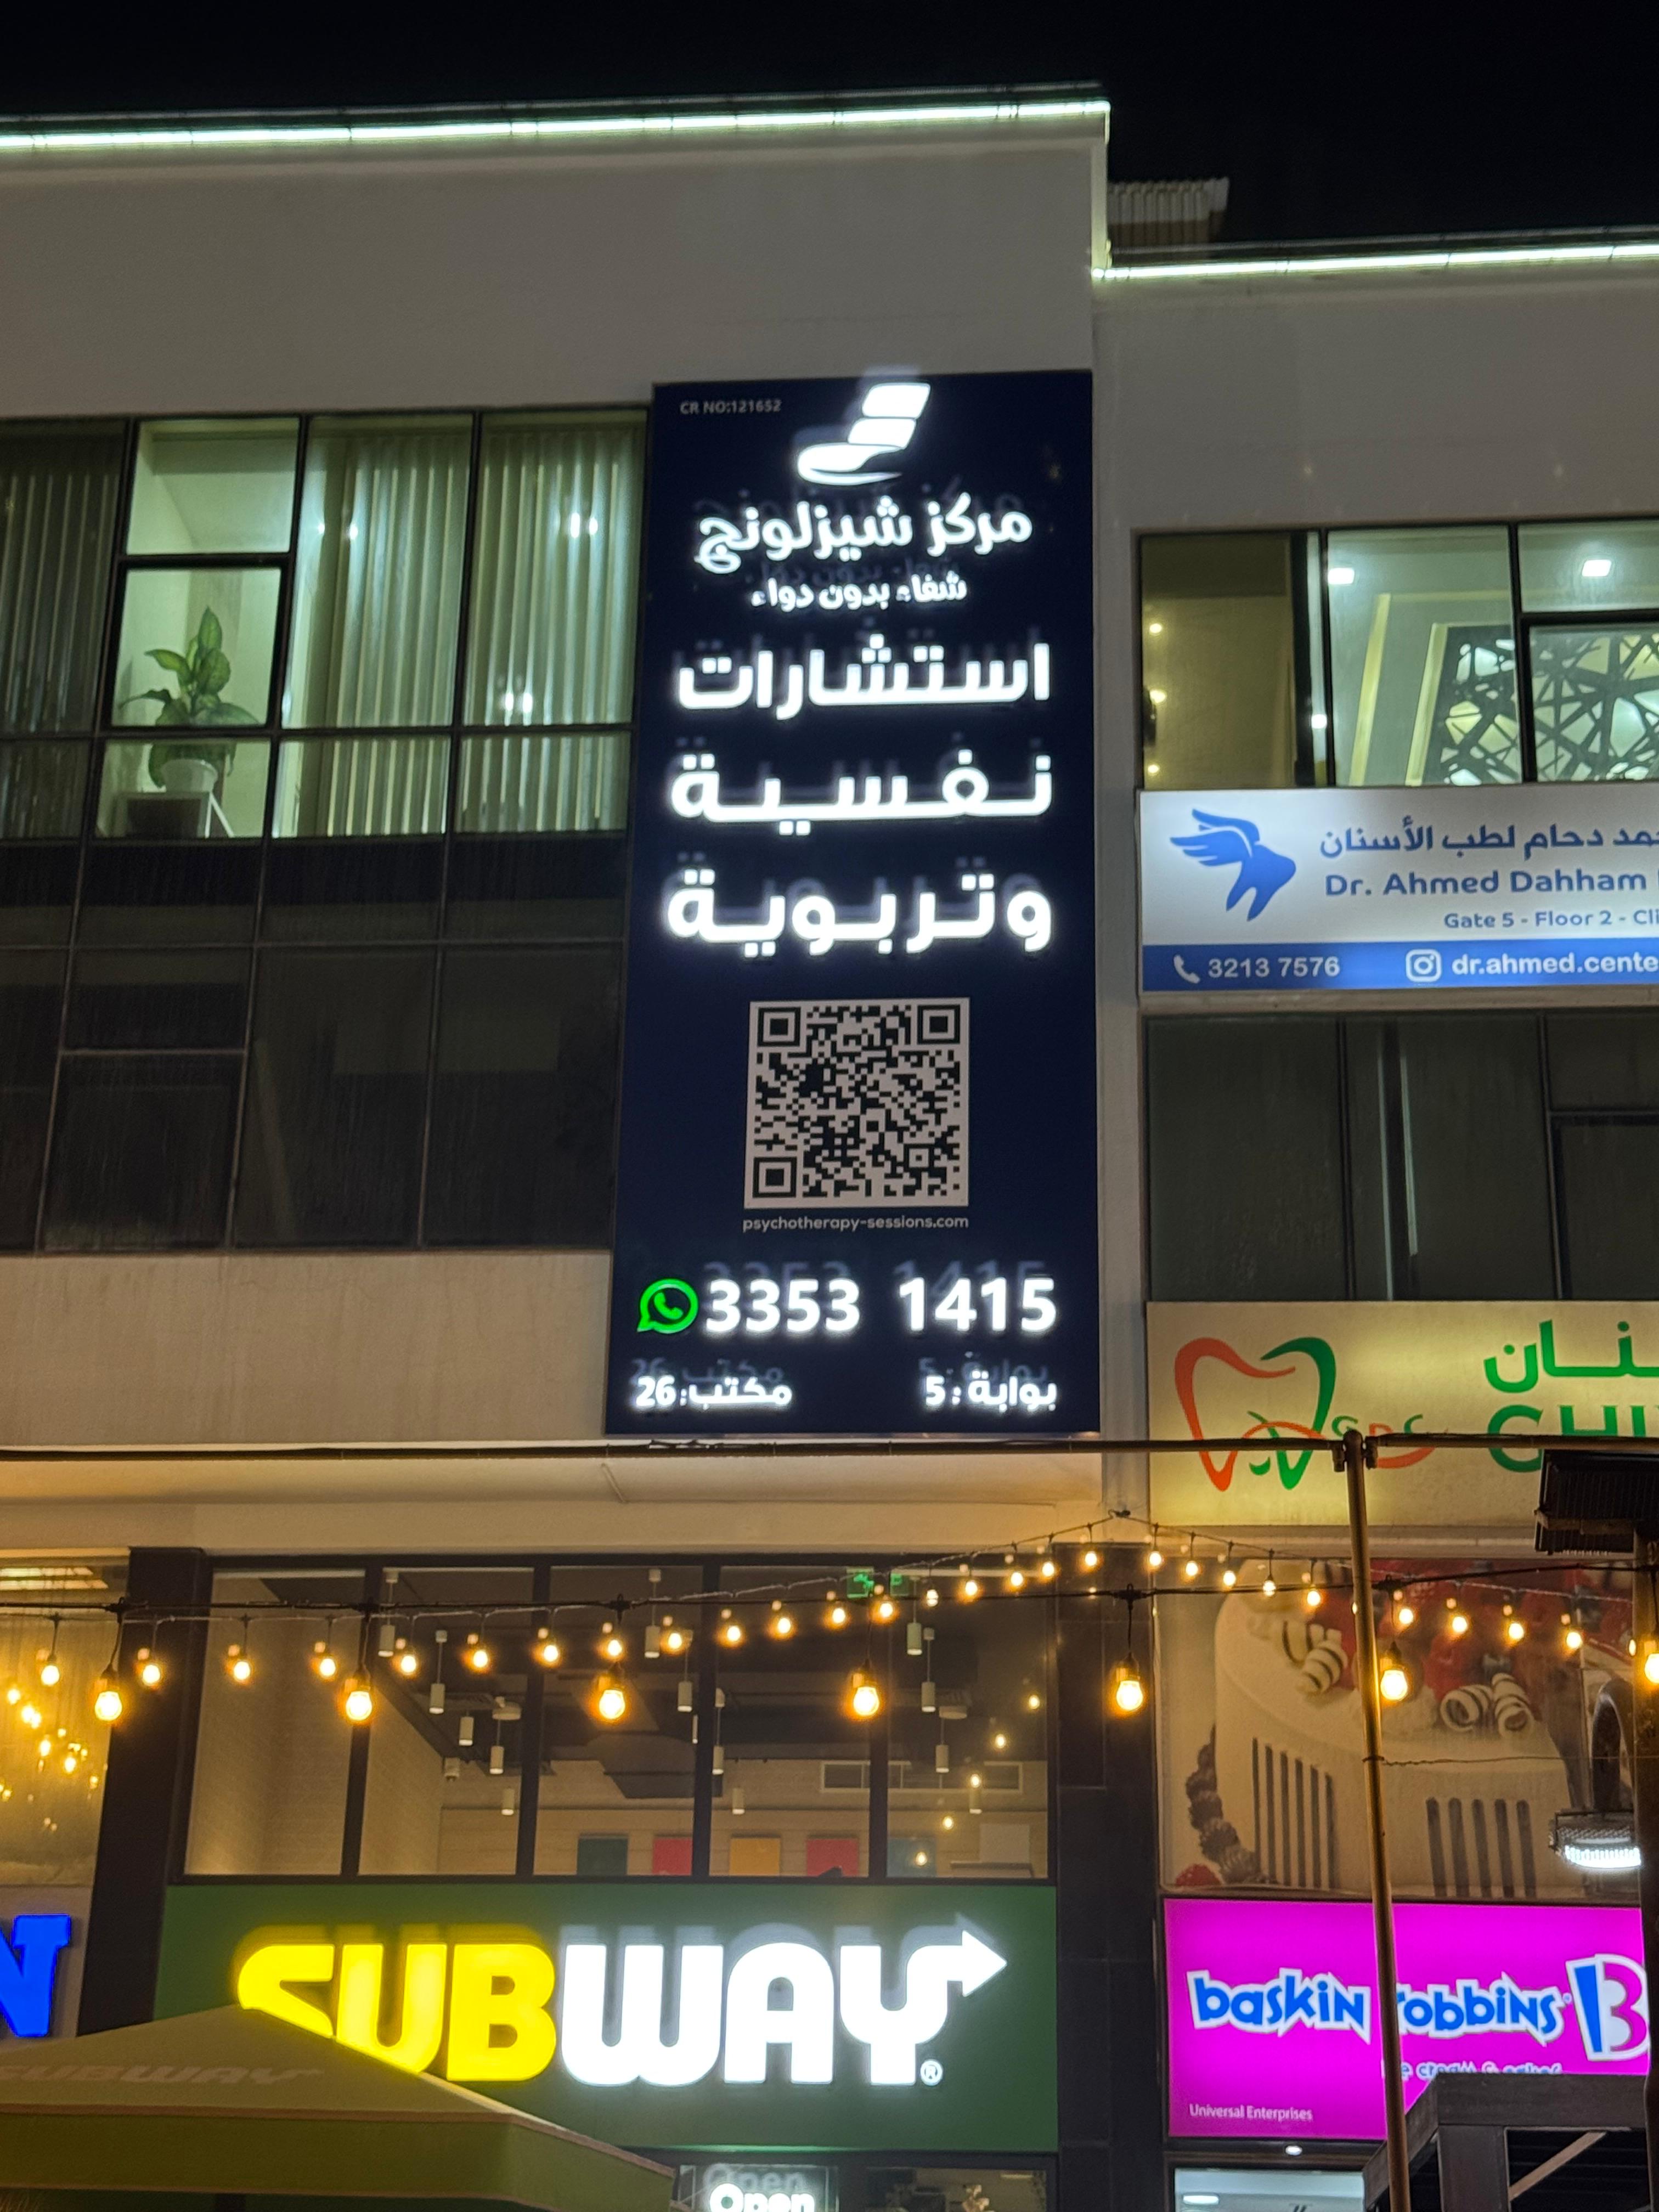 CR NO:121652
مركز شيزلونج
شفاء بدون دواء
استشارات
نفسية
وتربوية
psychotherapy-sessions.com
3353 1415
بوابة : 5
مكتب: 26
دحام لطب الأسنان
Dr. Ahmed Dahham
Gate 5 - Floor 2 -
3213 7576
dr.ahmed.cente
SUBWAY
SUBWAY
Open
Open
baskin robbins
Universal Enterprises